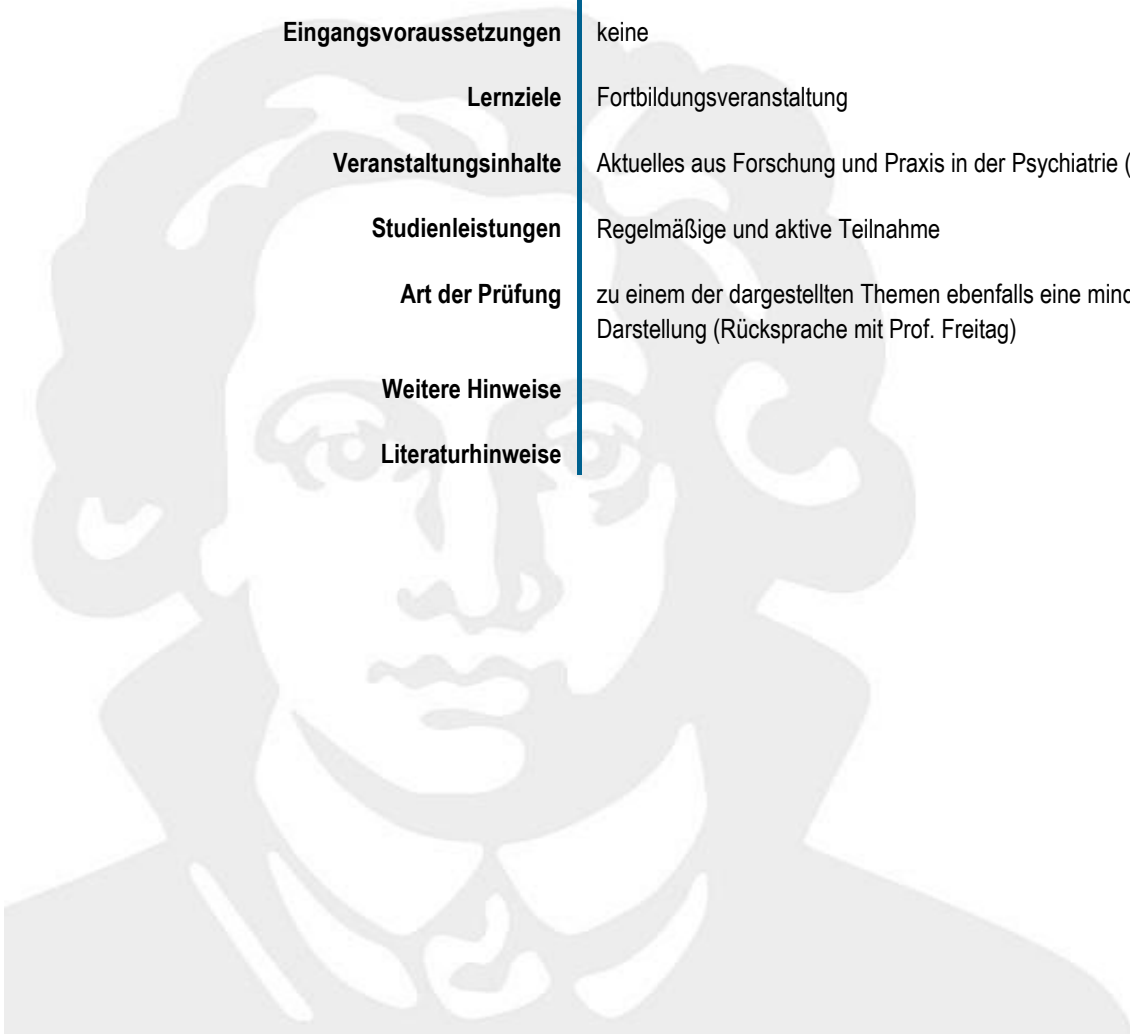 Eingangsvoraussetzungen keine
Lernziele Fortbildungsveranstaltung
Veranstaltungsinhalte Aktuelles aus Forschung und Praxis in der Psychiatrie (
Studienleistungen Regelmäßige und aktive Teilnahme
Art der Prüfung zu einem der dargestellten Themen ebenfalls eine
Darstellung (Rücksprache mit Prof. Freitag)
Weitere Hinweise
Literaturhinweise